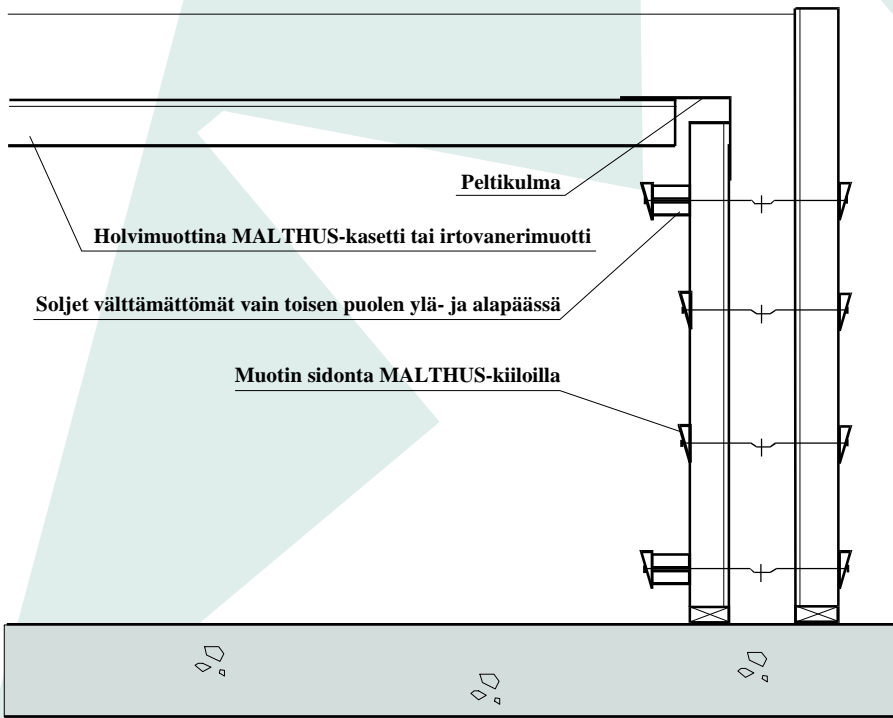 Peltikulma
Holvimuottina MALTHUS-kasetti tai irtovanerimuotti
Soljet välttämättömät vain toisen puolen ylä- ja alapäässä
Muotin sidonta MALTHUS-kiiloilla